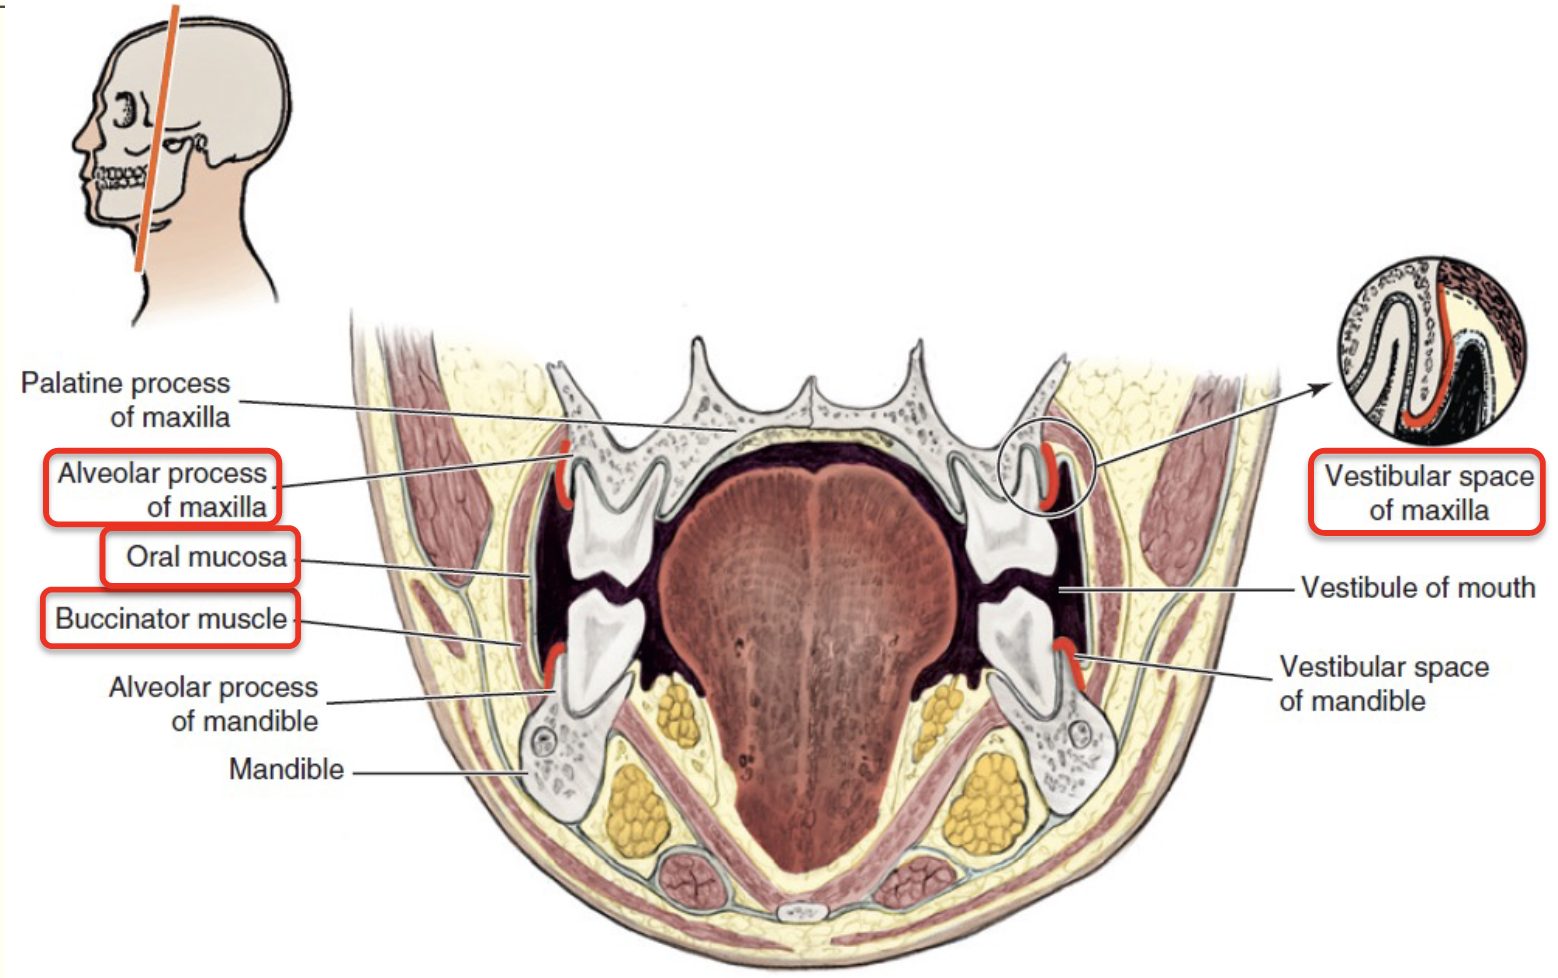 Palatine process
of maxilla
Alveolar process
of maxilla
Oral mucosa
Buccinator muscle
Alveolar process
of mandible
Mandible
Vestibular space
of maxilla
Vestibule of mouth
Vestibular space
of mandible